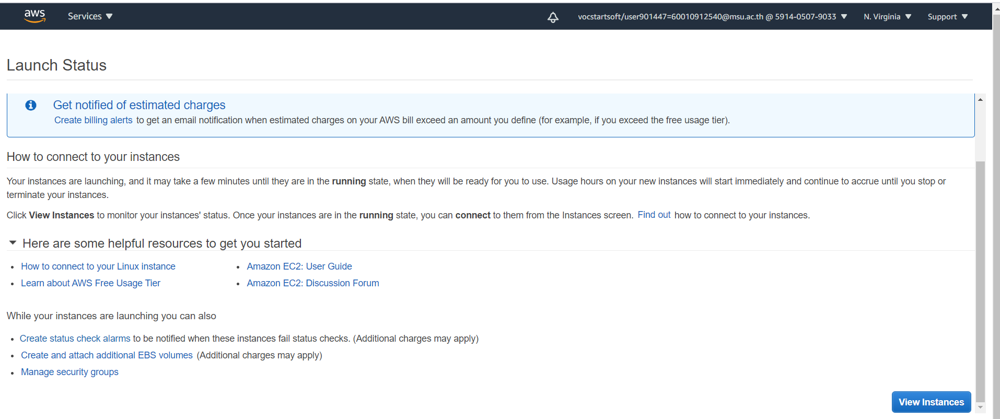 aws Services vocstartsoft/user901447=60010912540@msu.ac.th @ 5914-0507-9033 N. Virginia Support
Launch Status
Get notified of estimated charges
Create billing alerts to get an email notification when estimated charges on your AWS bill exceed an amount you define (for example, if you exceed the free usage tier).
How to connect to your instances
Your instances are launching, and it may take a few minutes until they are in the running state, when they will be ready for you to use. Usage hours on your new instances will start immediately and continue to accrue until you stop or
terminate your instances.
Click View Instances to monitor your instances' status. Once your instances are in the running state, you can connect to them from the Instances screen. Find out how to connect to your instances.
Here are some helpful resources to get you started
• How to connect to your Linux instance
• Learn about AWS Free Usage Tier
• Amazon EC2: User Guide
• Amazon EC2: Discussion Forum
While your instances are launching you can also
• Create status check alarms to be notified when these instances fail status checks. (Additional charges may apply)
• Create and attach additional EBS volumes (Additional charges may apply)
• Manage security groups
View Instances